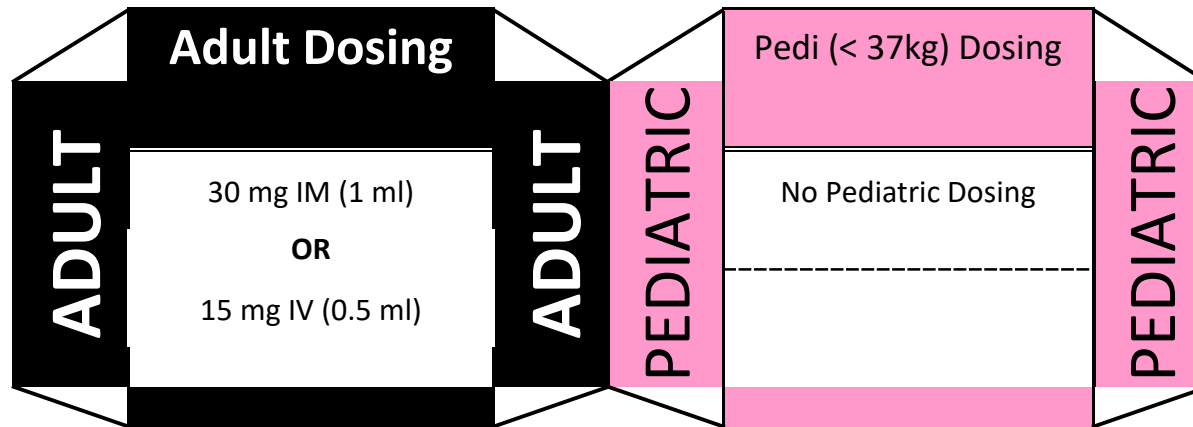 Adult Dosing
ADULT
30 mg IM (1 ml)
OR
15 mg IV (0.5 ml)
ADULT
Pedi (< 37kg) Dosing
PEDIATRIC
No Pediatric Dosing
PEDIATRIC